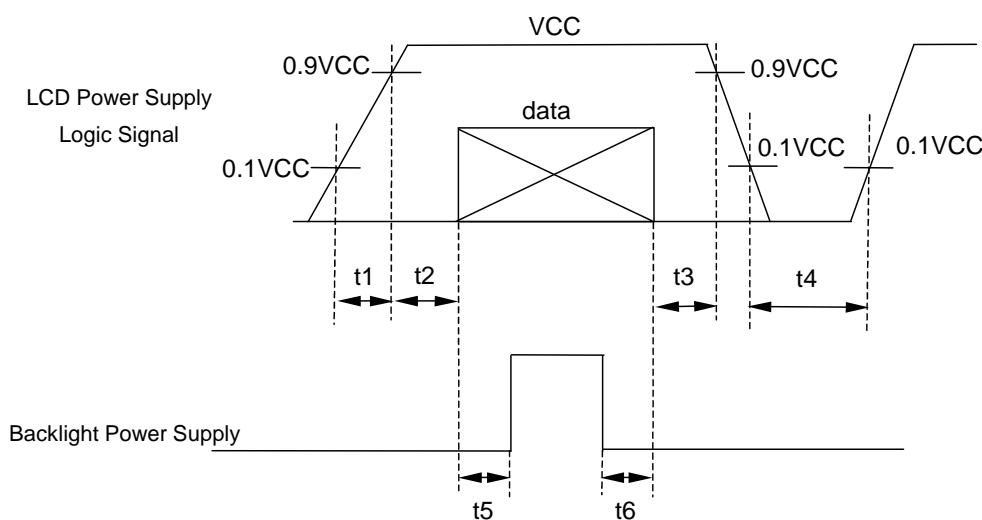 VCC
0.9VCC
0.9VCC
LCD Power Supply
Logic Signal
data
0.1VCC
0.1VCC
0.1VCC
t1
t2
t3
t4
Backlight Power Supply
t5
t6